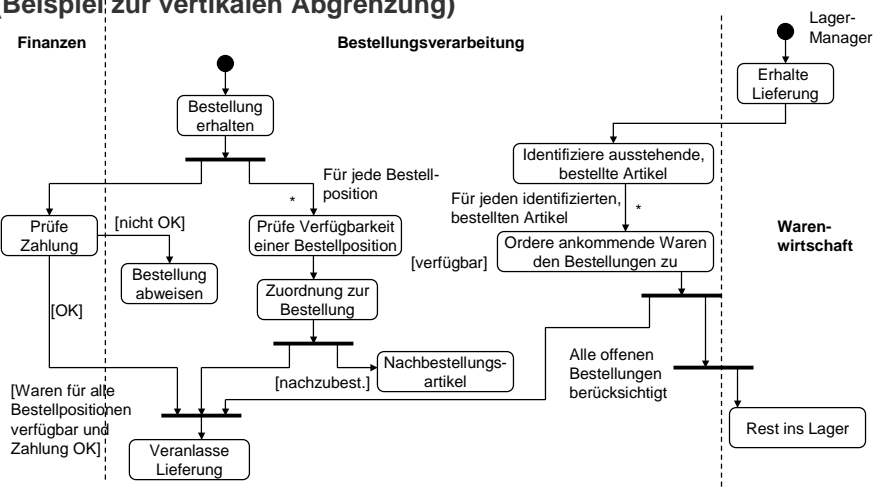 (Beispiel zur vertikalen Abgrenzung)
Finanzen
Bestellungsverarbeitung
Lager-
Manager
Erhalte
Lieferung
Bestellung
erhalten
Identifiziere ausstehende,
bestellte Artikel
Für jede Bestell-
position
*
Für jeden identifizierten,
bestellten Artikel
*
Prüfe
Zahlung
[nicht OK]
Prüfe Verfügbarkeit
einer Bestellposition
Ordere ankommende Waren
den Bestellungen zu
Waren-
wirtschaft
[verfügbar]
Bestellung
abweisen
Zuordnung zur
Bestellung
[OK]
Nachbestellungs-
artikel
[nachzubest.]
Alle offenen
Bestellungen
berücksichtigt
[Waren für alle
Bestellpositionen
verfügbar und
Zahlung OK]
Veranlasse
Lieferung
Rest ins Lager